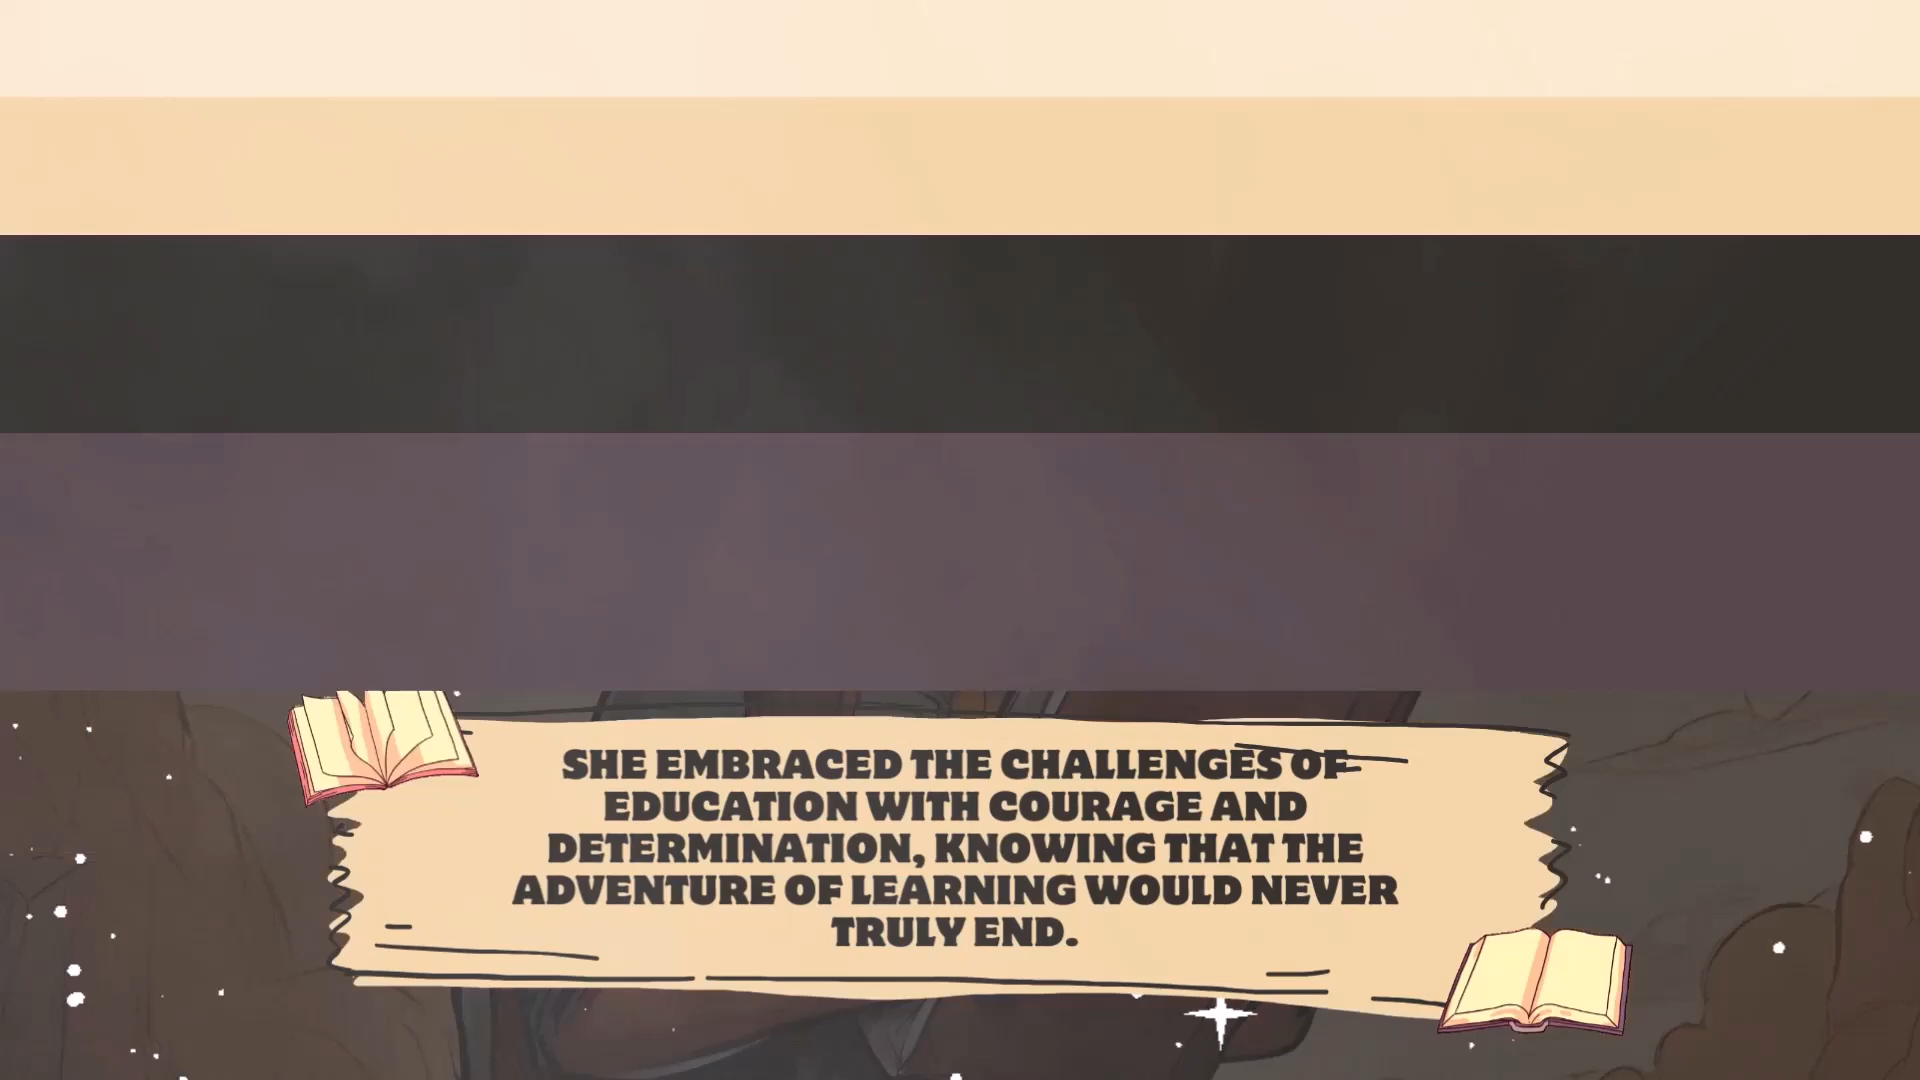 SHE EMBRACED THE CHALLENGES OF
EDUCATION WITH COURAGE AND
DETERMINATION, KNOWING THAT THE
ADVENTURE OF LEARNING WOULD NEVER
TRULY END.